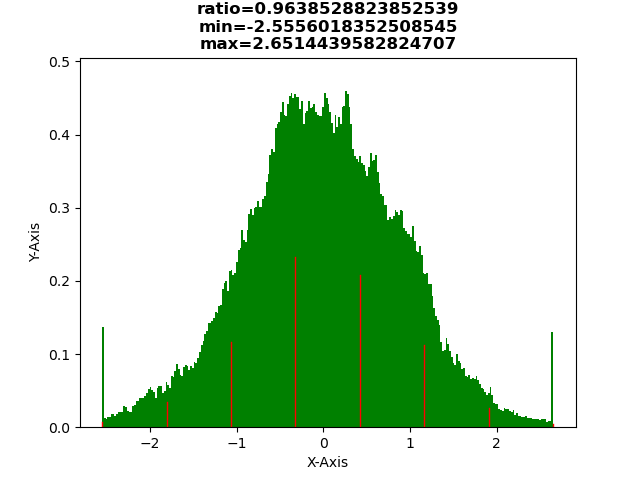 ratio=0.9638528823852539
min=-2.5556018352508545
max=2.6514439582824707
0.5
0.4
0.3
0.2
0.1
0.0
Y-Axis
−2
−1
0
1
2
X-Axis